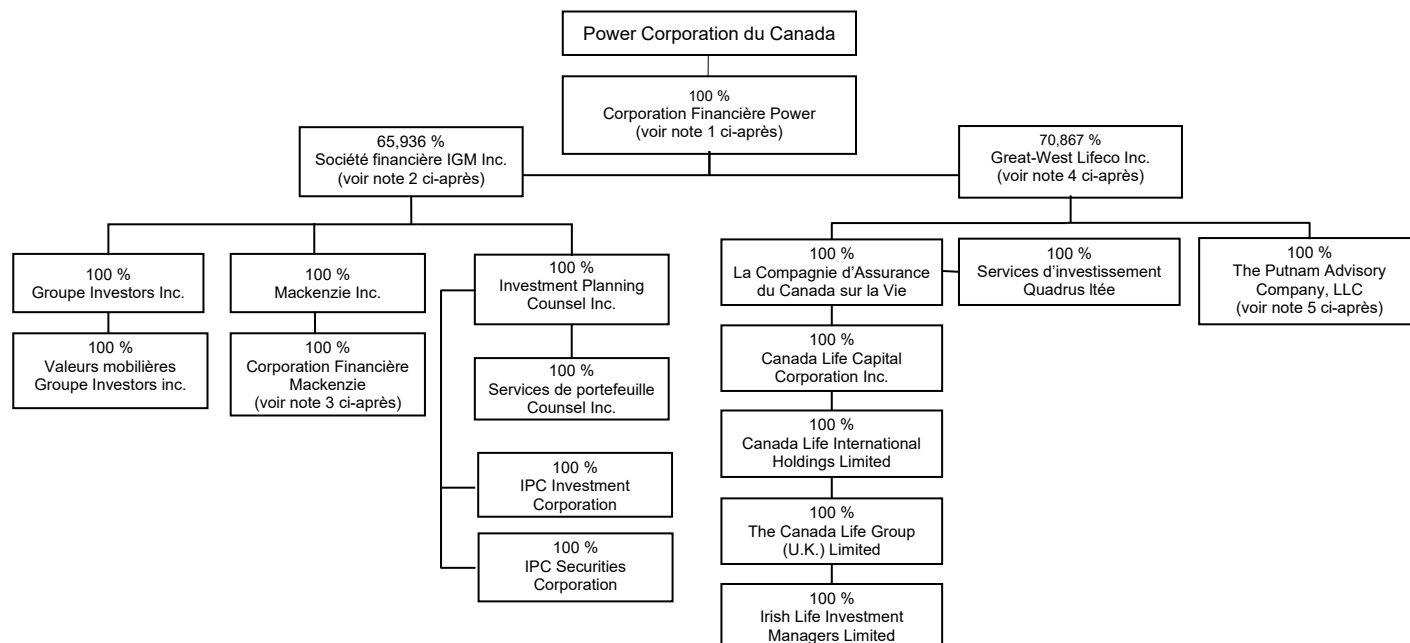 Power Corporation du Canada
100 %
Corporation Financière Power
(voir note 1 ci-après)
65,936 %
Société financière IGM Inc.
(voir note 2 ci-après)
70,867 %
Great-West Lifeco Inc.
(voir note 4 ci-après)
100 %
Groupe Investors Inc.
100 %
Mackenzie Inc.
100 %
Investment Planning
Counsel Inc.
100 %
La Compagnie d’Assurance
du Canada sur la Vie
100 %
Services d’investissement
Quadrus ltée
100 %
The Putnam Advisory
Company, LLC
(voir note 5 ci-après)
100 %
Valeurs mobilières
Groupe Investors inc.
100 %
Corporation Financière
Mackenzie
(voir note 3 ci-après)
100 %
Services de portefeuille
Counsel Inc.
100 %
Canada Life Capital
Corporation Inc.
100 %
IPC Investment
Corporation
100 %
Canada Life International
Holdings Limited
100 %
IPC Securities
Corporation
100 %
The Canada Life Group
(U.K.) Limited
100 %
Irish Life Investment
Managers Limited